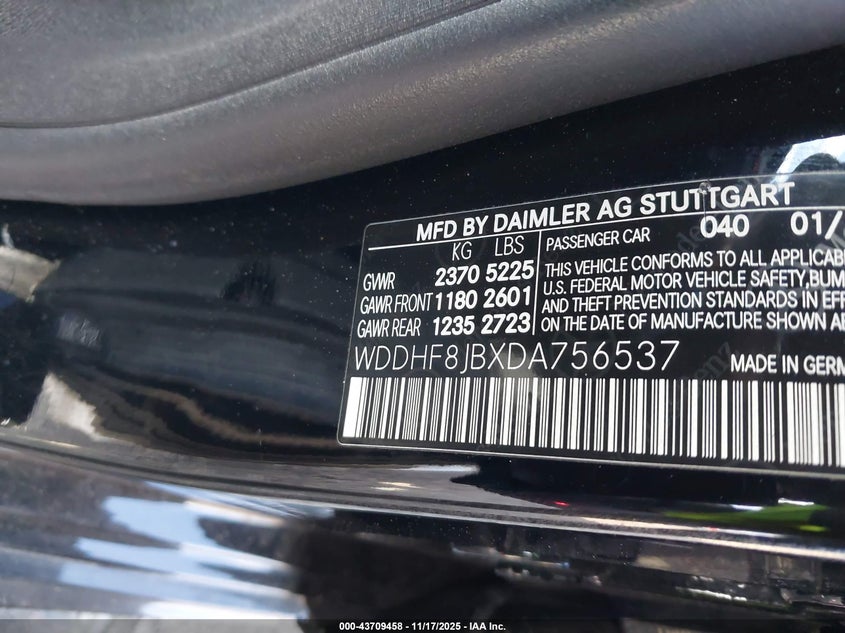 MFD BY DAIMLER AG STUTTGART
KG LBS
GVWR 2370 5225
GAWR FRONT 1180 2601
GAWR REAR 1235 2723
PASSENGER CAR 040 01/
THIS VEHICLE CONFORMS TO ALL APPLICAB
U.S. FEDERAL MOTOR VEHICLE SAFETY, BUM
AND THEFT PREVENTION STANDARDS IN EFF
ON THE DATE OF MANUFACTURE SHOWN AB
WDDHF8JBXDA756537
MADE IN GERM
000-43709458 - 11/17/2025 - IAA Inc.